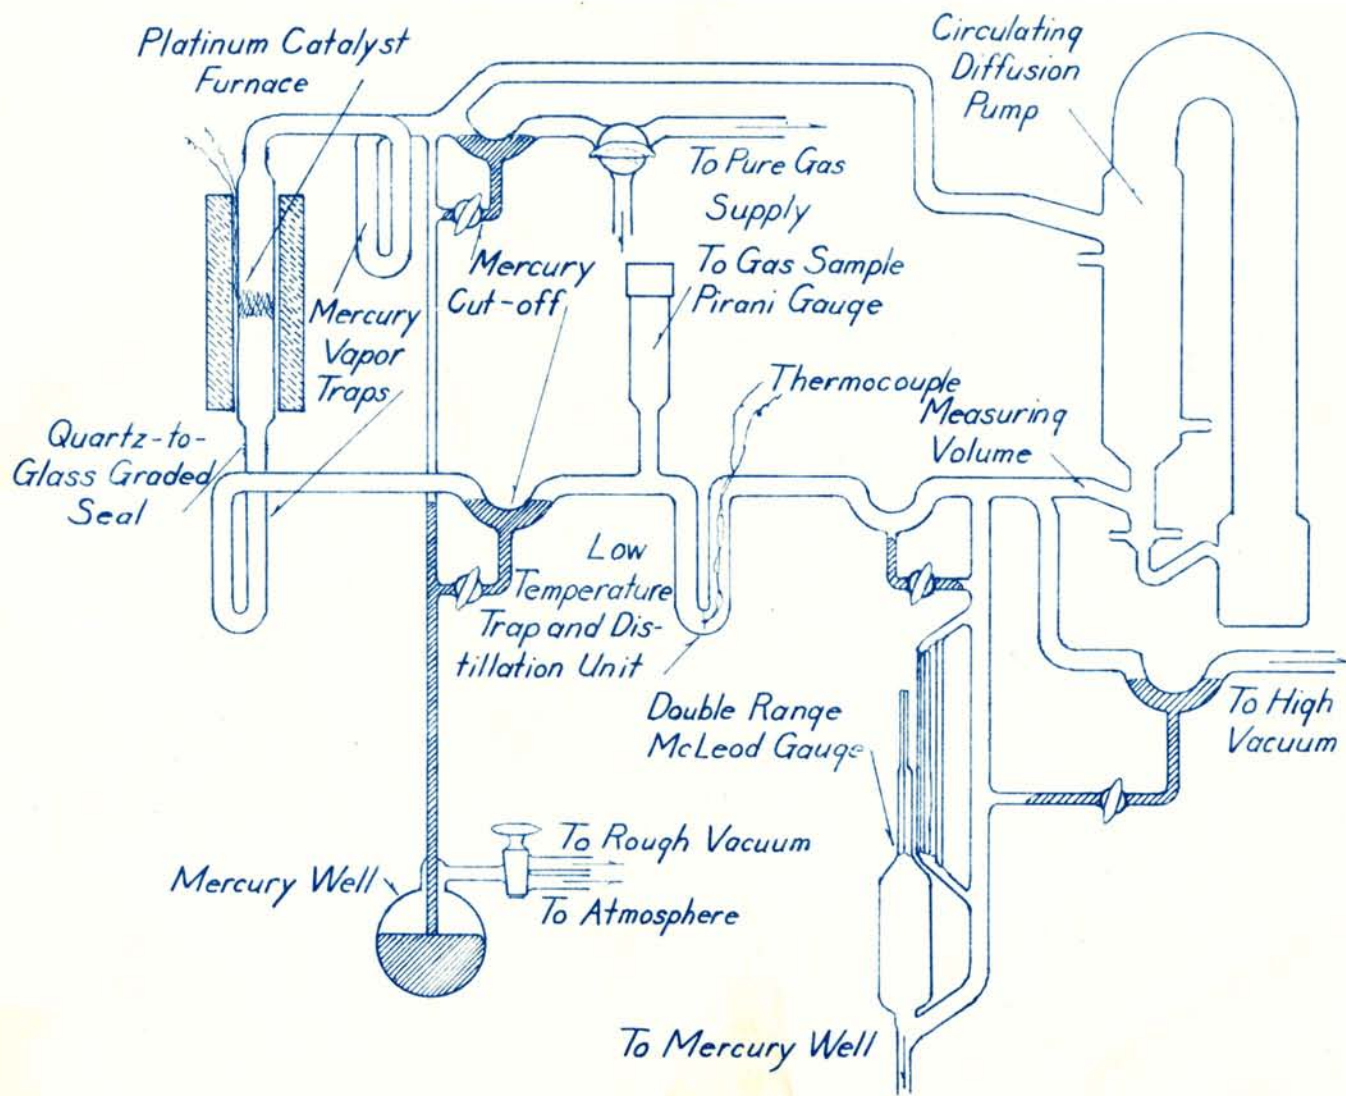 Platinum Catalyst
Furnace
Circulating
Diffusion
Pump
To Pure Gas
Supply
Mercury
Cut-off
To Gas Sample
Pirani Gauge
Mercury
Vapor
Traps
Thermocouple
Measuring
Volume
Quartz-to-
Glass Graded
Seal
Low
Temperature
Trap and Dis-
tillation Unit
Double Range
McLeod Gauge
To High
Vacuum
To Rough Vacuum
Mercury Well
To Atmosphere
To Mercury Well